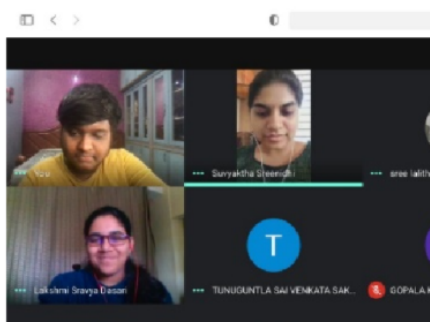 You
Suvyaktha Sreenidhi
sree lalith
Lakshmi Sravya Dasari
T
TUNUGUNTLA SAI VENKATA SAK...
GOPALA K